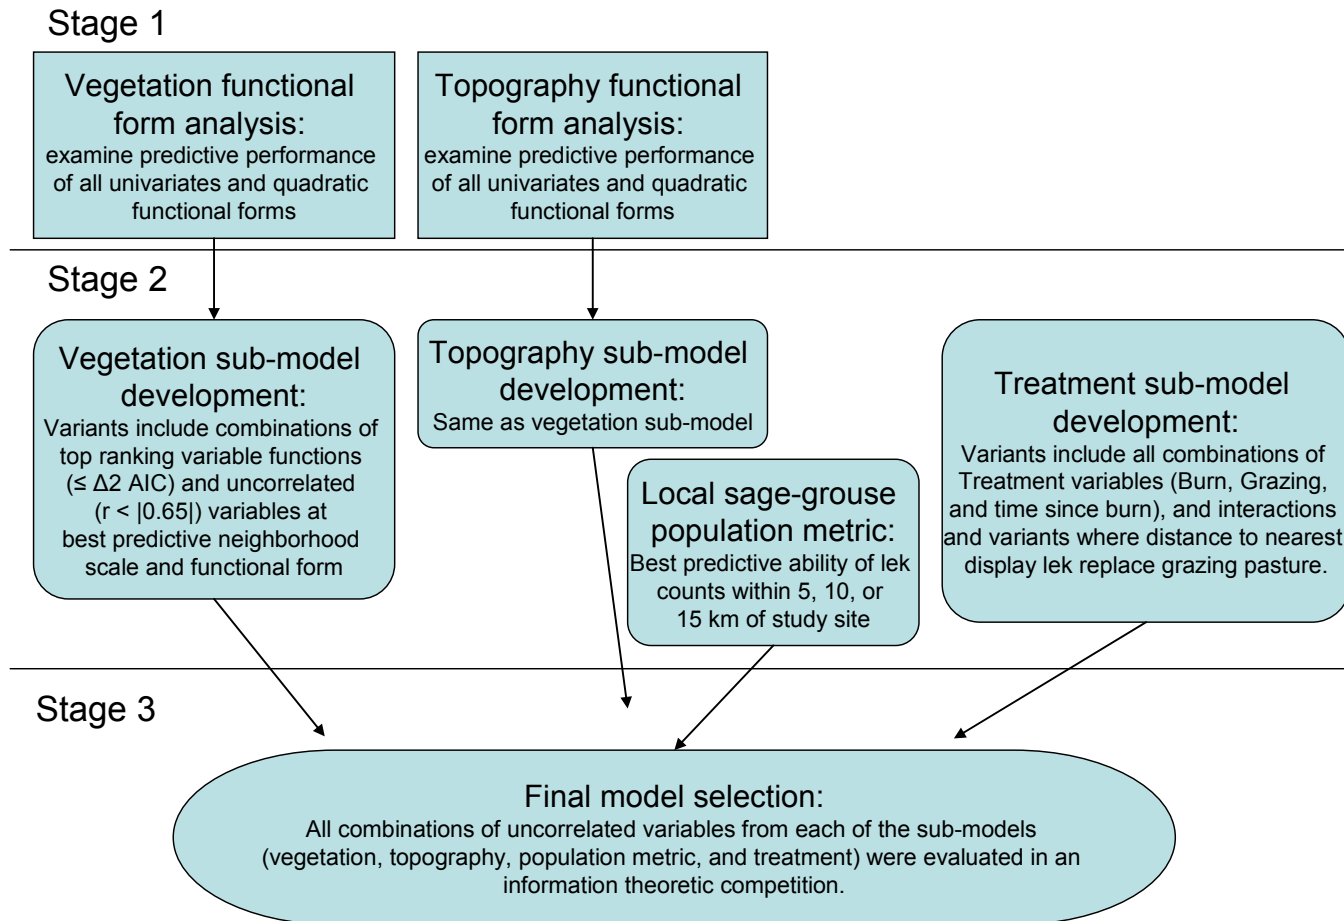 Stage 1
Vegetation functional
form analysis:
examine predictive performance
of all univariates and quadratic
functional forms
Topography functional
form analysis:
examine predictive performance
of all univariates and quadratic
functional forms
Stage 2
Vegetation sub-model
development:
Variants include combinations of
top ranking variable functions
(≤ Δ2 AIC) and uncorrelated
(r < |0.65|) variables at
best predictive neighborhood
scale and functional form
Topography sub-model
development:
Same as vegetation sub-model
Local sage-grouse
population metric:
Best predictive ability of lek
counts within 5, 10, or
15 km of study site
Treatment sub-model
development:
Variants include all combinations of
Treatment variables (Burn, Grazing,
and time since burn), and interactions
and variants where distance to nearest
display lek replace grazing pasture.
Stage 3
Final model selection:
All combinations of uncorrelated variables from each of the sub-models
(vegetation, topography, population metric, and treatment) were evaluated in an
information theoretic competition.